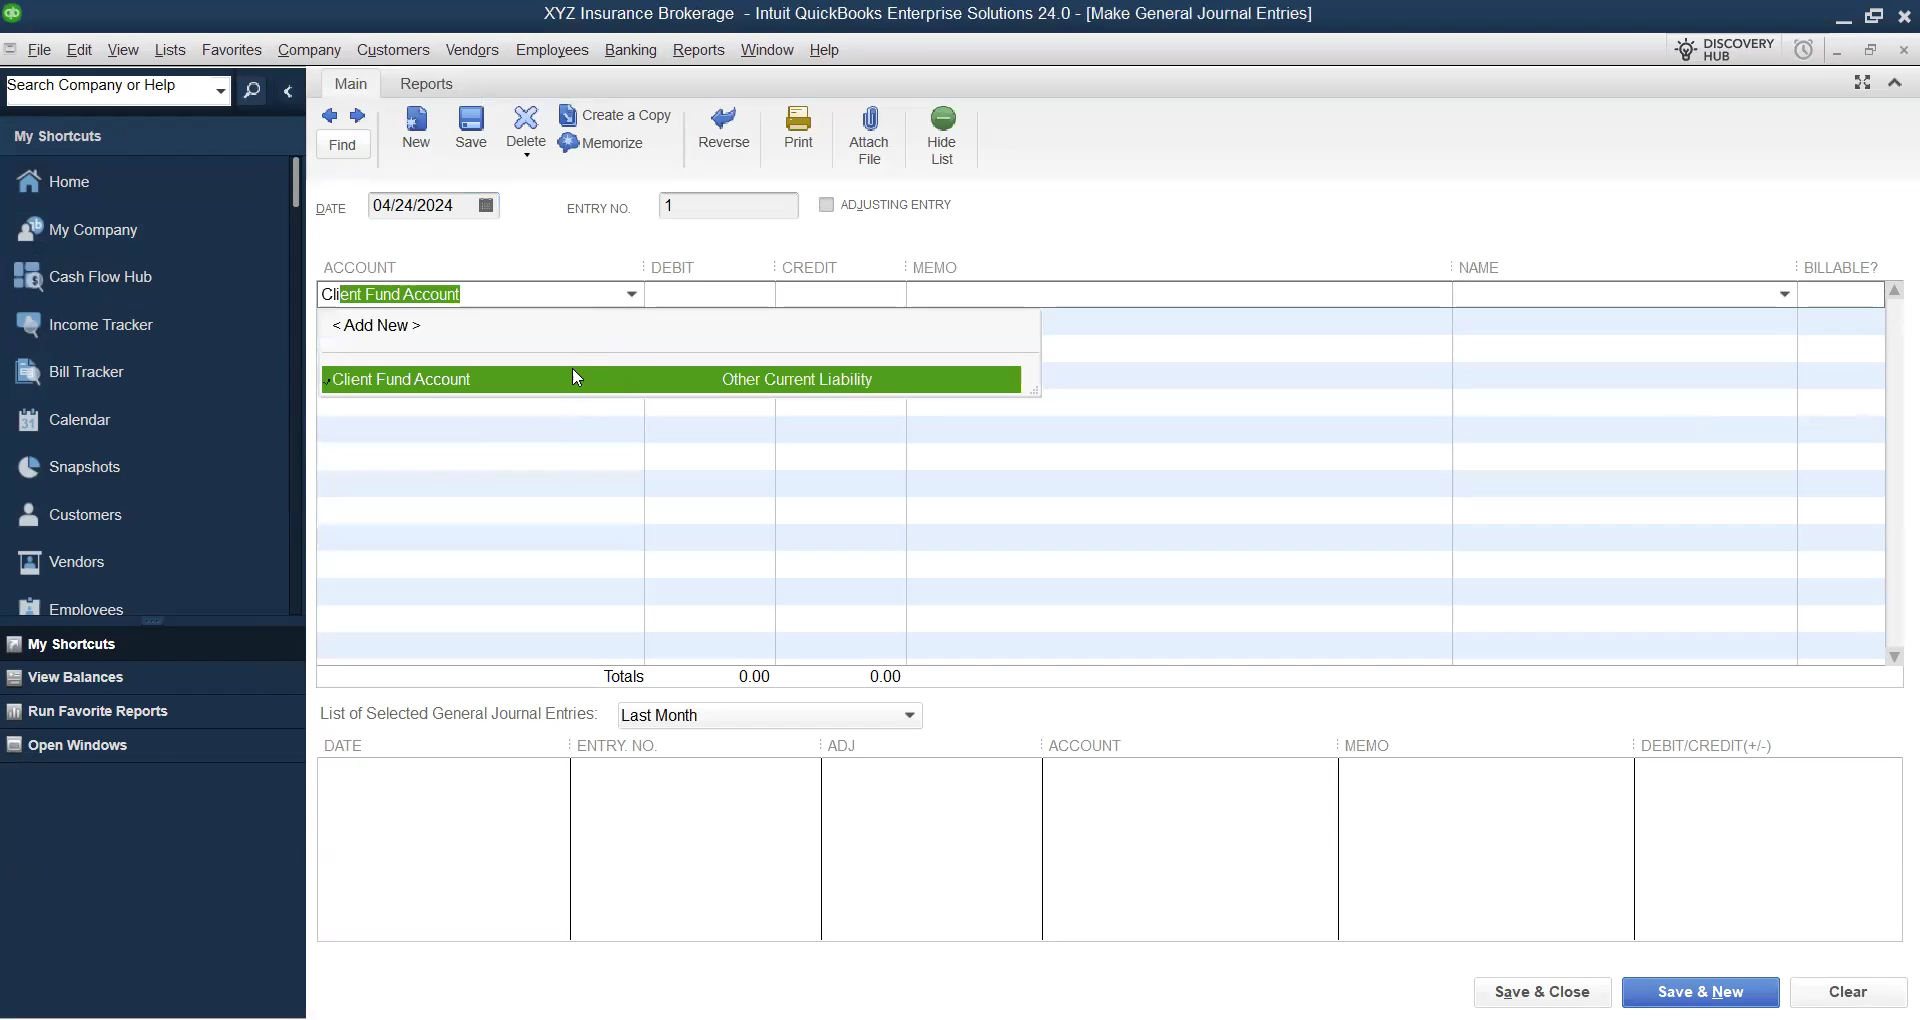 XYZ Insurance Brokerage - Intuit QuickBooks Enterprise Solutions 24.0 - [Make General Journal Entries]
File Edit View Lists Favorites Company Customers Vendors Employees Banking Reports Window Help
DISCOVERY
HUB
Search Company or Help
My Shortcuts
Home
My Company
Cash Flow Hub
Income Tracker
Bill Tracker
Calendar
Snapshots
Customers
Vendors
Employees
My Shortcuts
View Balances
Run Favorite Reports
Open Windows
Main Reports
Find
New
Save
Delete
Create a Copy
Memorize
Reverse
Print
Attach
File
Hide
List
DATE 04/24/2024 ENTRY NO. 1 ADJUSTING ENTRY
ACCOUNT DEBIT CREDIT MEMO NAME BILLABLE?
Client Fund Account
< Add New >
Client Fund Account Other Current Liability
Totals 0.00 0.00
List of Selected General Journal Entries: Last Month
DATE ENTRY. NO. ADJ ACCOUNT MEMO DEBIT/CREDIT(+/-)
Save & Close Save & New Clear